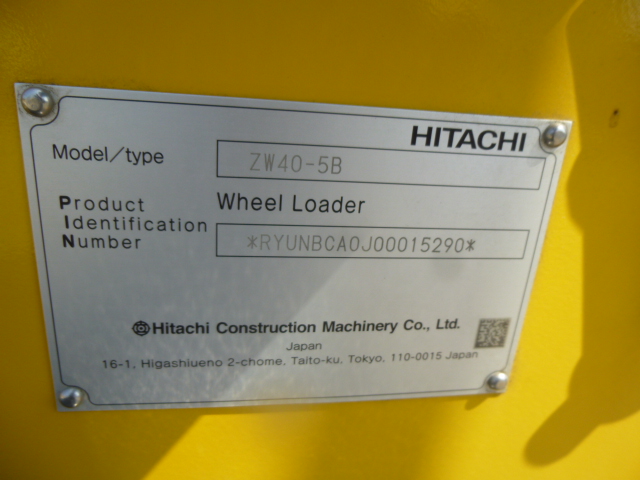 HITACHI
Model/type ZW40-5B
Wheel Loader
Product
Identification
Number *RYUNBCA0J00015290*
Hitachi Construction Machinery Co., Ltd.
Japan
16-1, Higashiueno 2-chome, Taito-ku, Tokyo, 110-0015 Japan